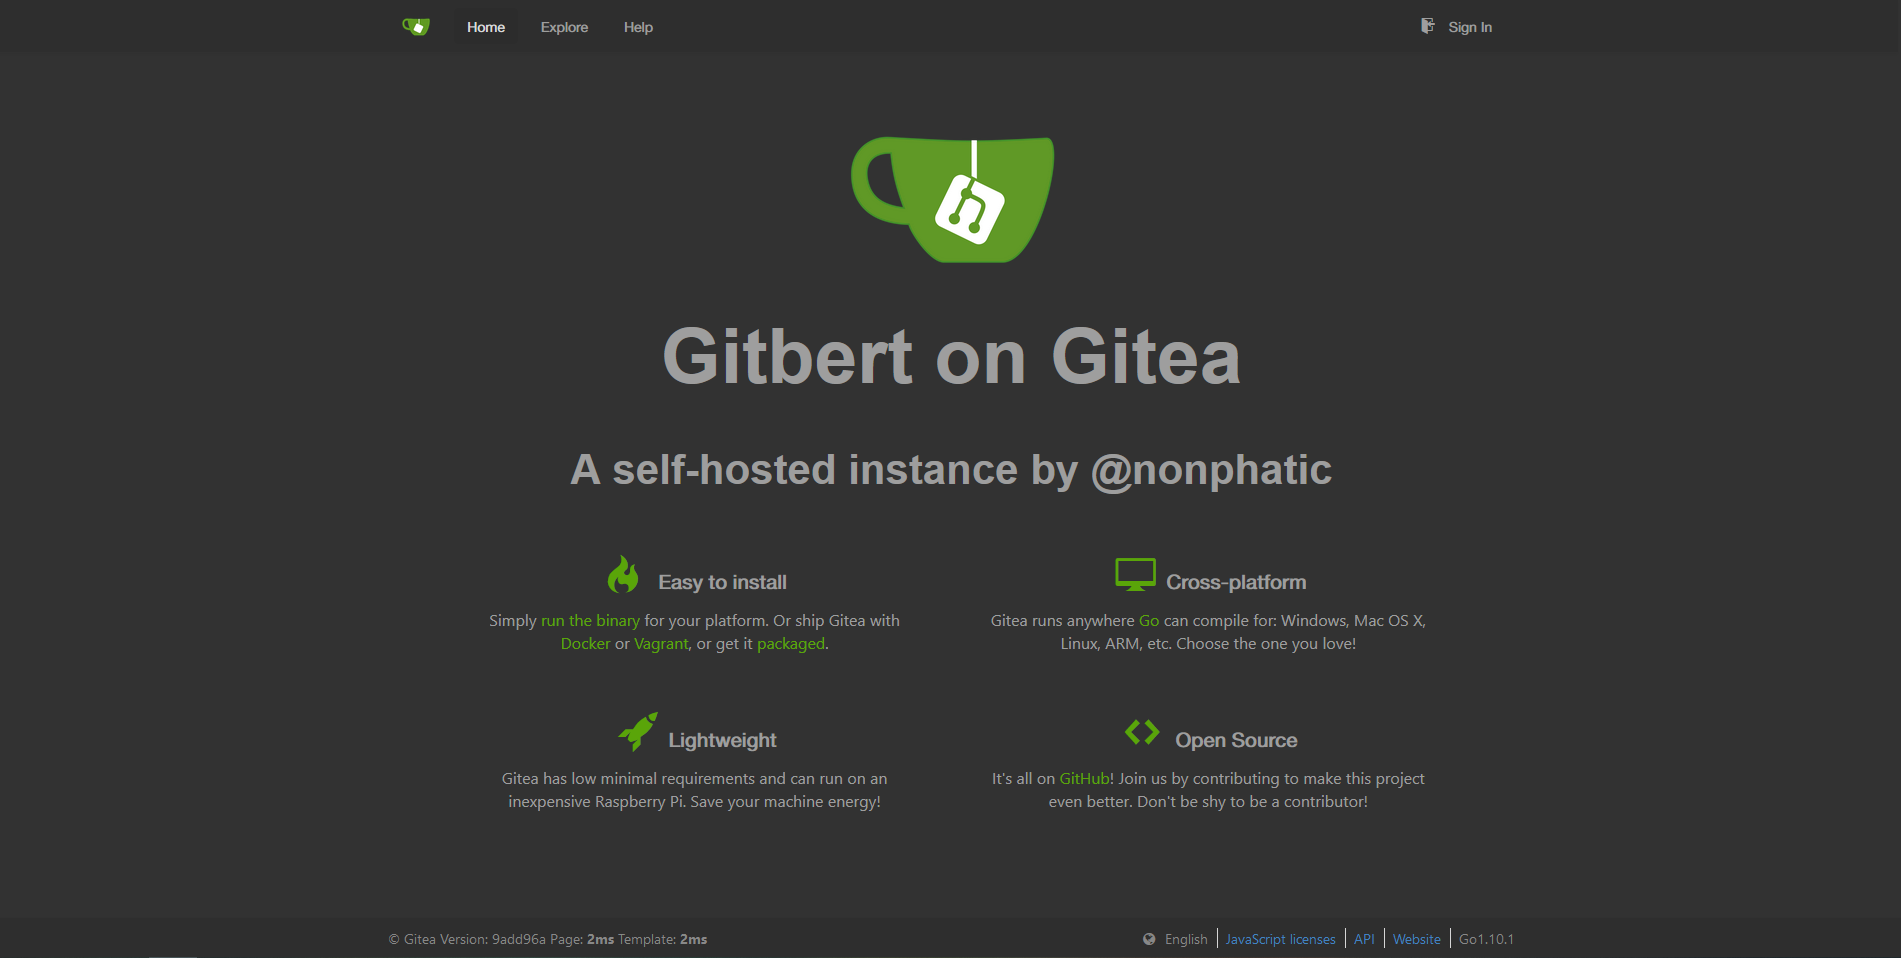 Home Explore Help Sign In
Gitbert on Gitea
A self-hosted instance by @nonphatic
Easy to install
Simply run the binary for your platform. Or ship Gitea with
Docker or Vagrant, or get it packaged.
Cross-platform
Gitea runs anywhere Go can compile for: Windows, Mac OS X,
Linux, ARM, etc. Choose the one you love!
Lightweight
Gitea has low minimal requirements and can run on an
inexpensive Raspberry Pi. Save your machine energy!
Open Source
It's all on GitHub! Join us by contributing to make this project
even better. Don't be shy to be a contributor!
© Gitea Version: 9add96a Page: 2ms Template: 2ms English JavaScript licenses API Website Go1.10.1